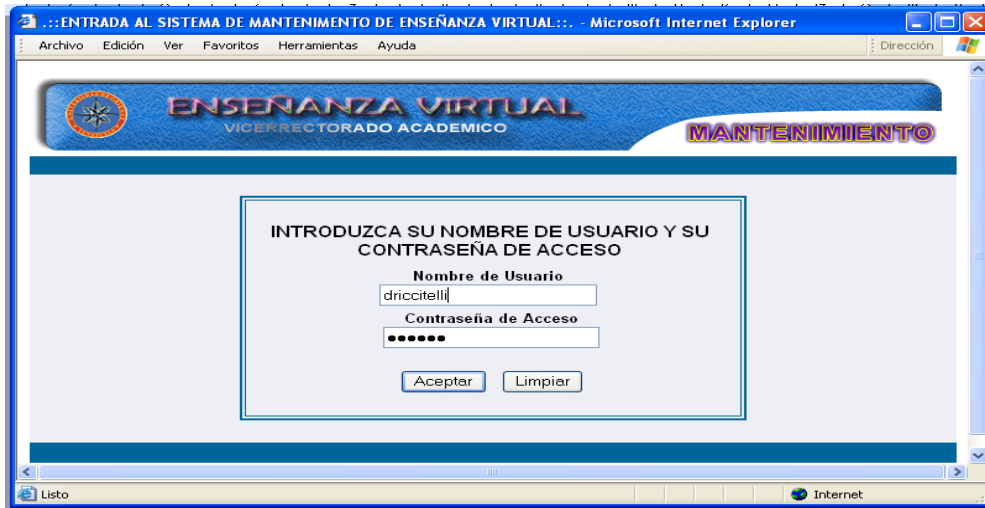 .::ENTRADA AL SISTEMA DE MANTENIMENTO DE ENSEÑANZA VIRTUAL::. - Microsoft Internet Explorer
Archivo Edición Ver Favoritos Herramientas Ayuda Dirección
ENSEÑANZA VIRTUAL
VICERRECTORADO ACADEMICO
MANTENIMIENTO
INTRODUZCA SU NOMBRE DE USUARIO Y SU
CONTRASEÑA DE ACCESO
Nombre de Usuario
driccitelli
Contraseña de Acceso
●●●●●●
Aceptar Limpiar
Listo Internet